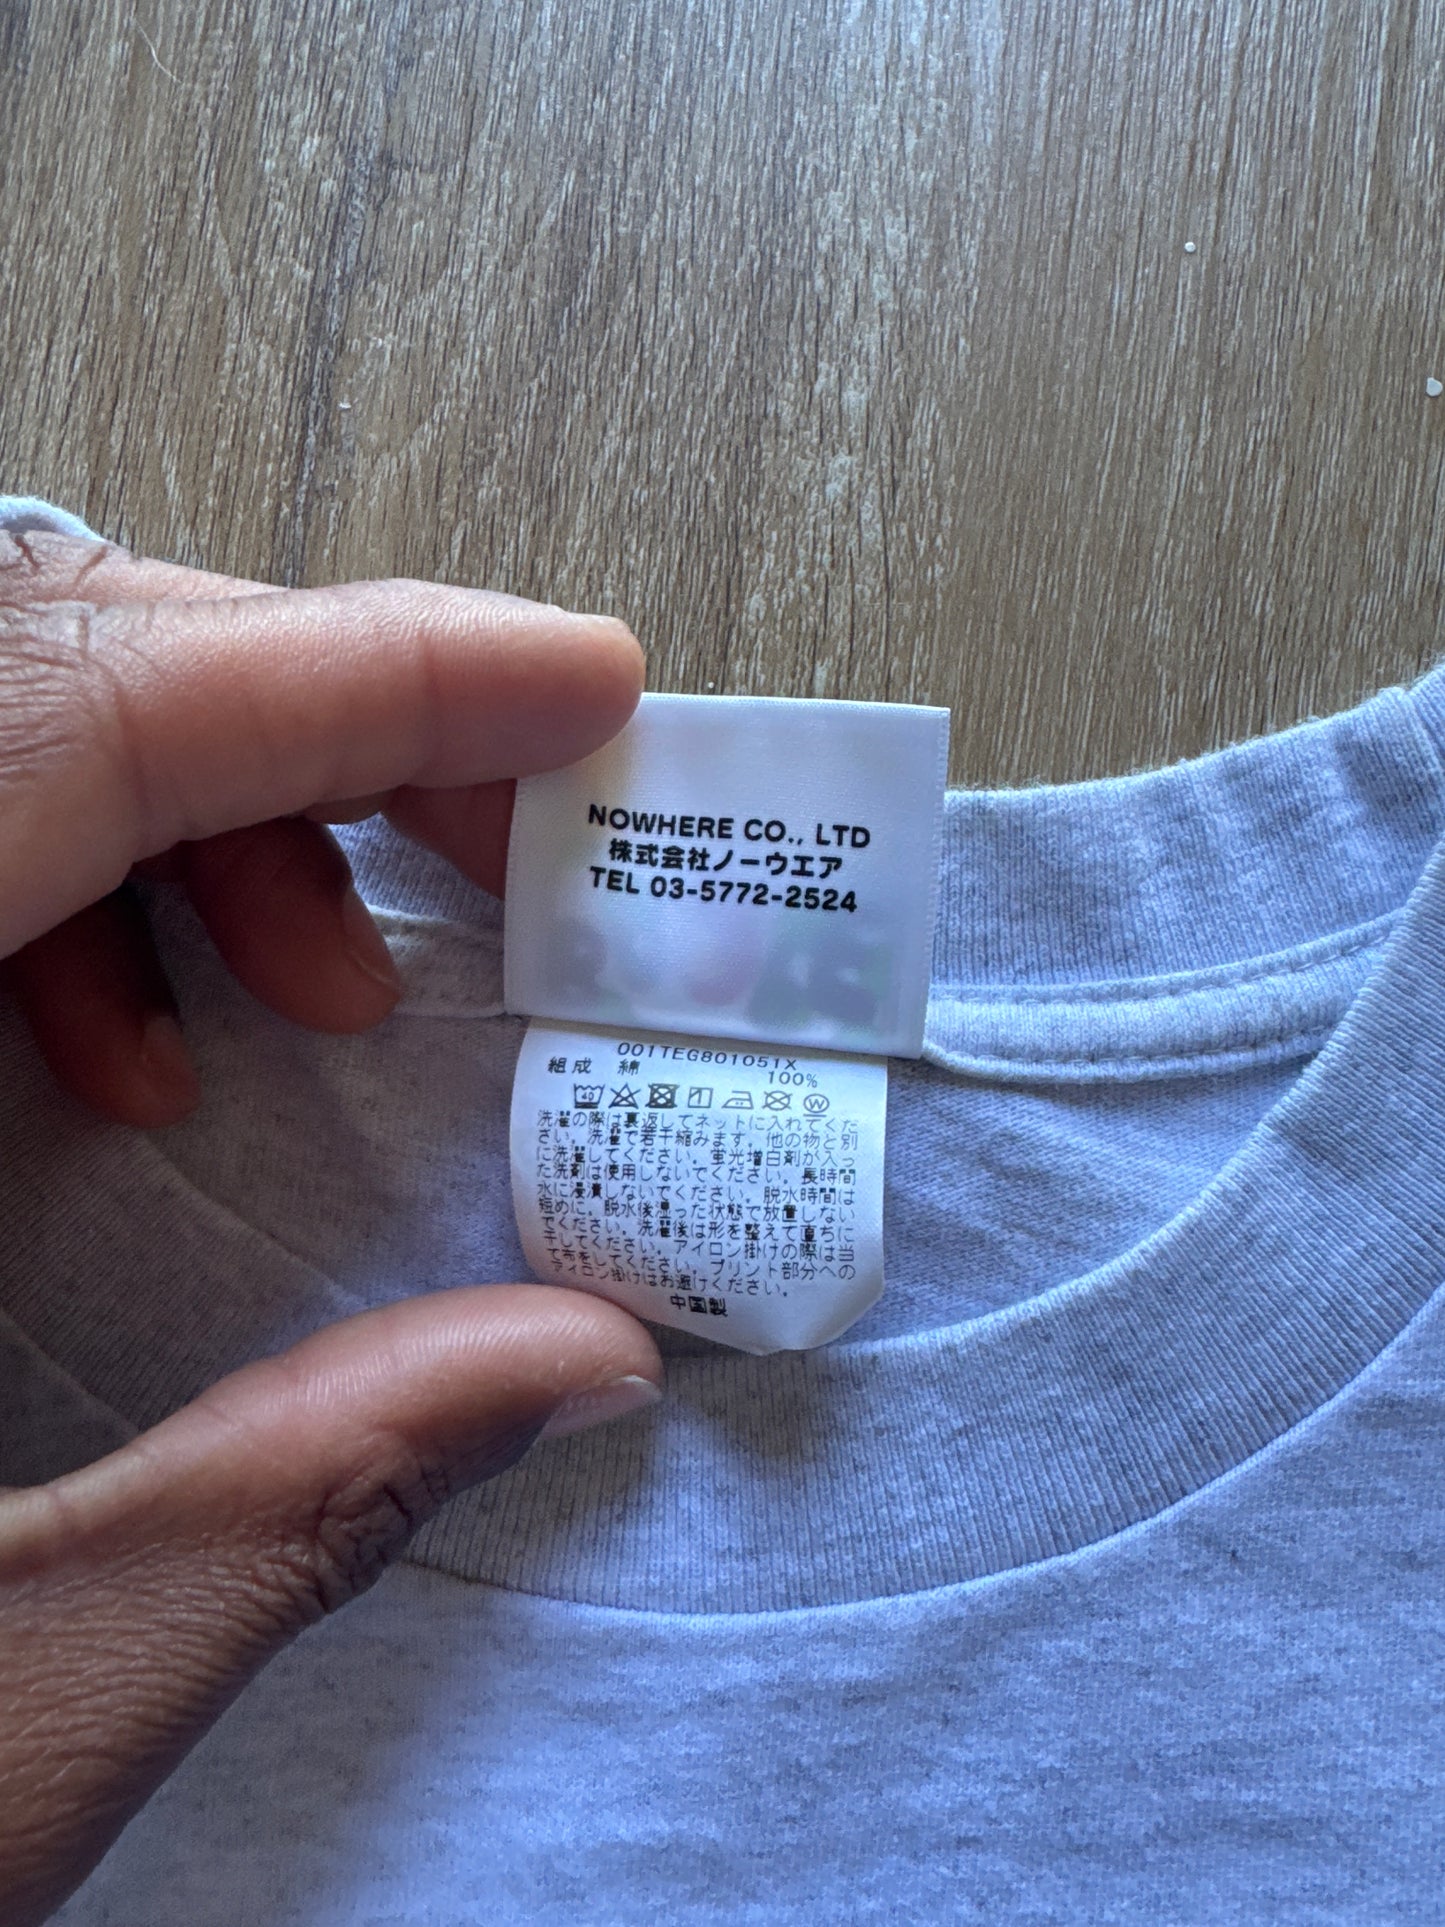 NOWHERE CO., LTD
株式会社ノーウエア
TEL 03-5772-2524
001TEG801051X
組成 綿 100%
40 1 W
洗濯の際は裏返してネットに入れてくだ
さい。洗濯で若干縮みます。他の物と別
に洗濯してください。蛍光増白剤が入っ
た洗剤は使用しないでください。長時間
水に浸漬しないでください。脱水時間は
短めに。脱水後湿った状態で放置しない
でください。洗濯後は形を整えて直ちに
干してください。アイロン掛けの際は当
て布をしてください。プリント部分への
アイロン掛けはお避けください。
中国製